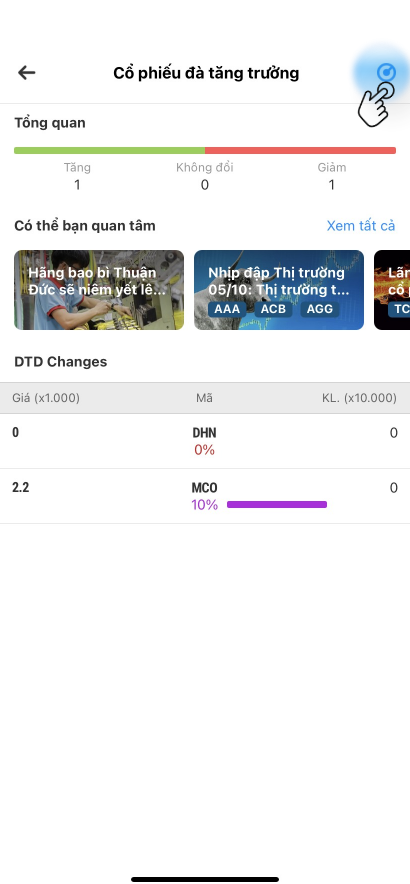 Cổ phiếu đà tăng trưởng
Tổng quan
Tăng Không đổi Giảm
1 0 1
Có thể bạn quan tâm Xem tất cả
Hãng bao bì Thuận
Đức sẽ niêm yết lê...
Nhịp đập Thị trường
05/10: Thị trường t...
AAA ACB AGG
Lãn
cổ p
TC
DTD Changes
Giá (x1.000) Mã KL. (x10.000)
0 DHN 0
0%
2.2 MCO 0
10%